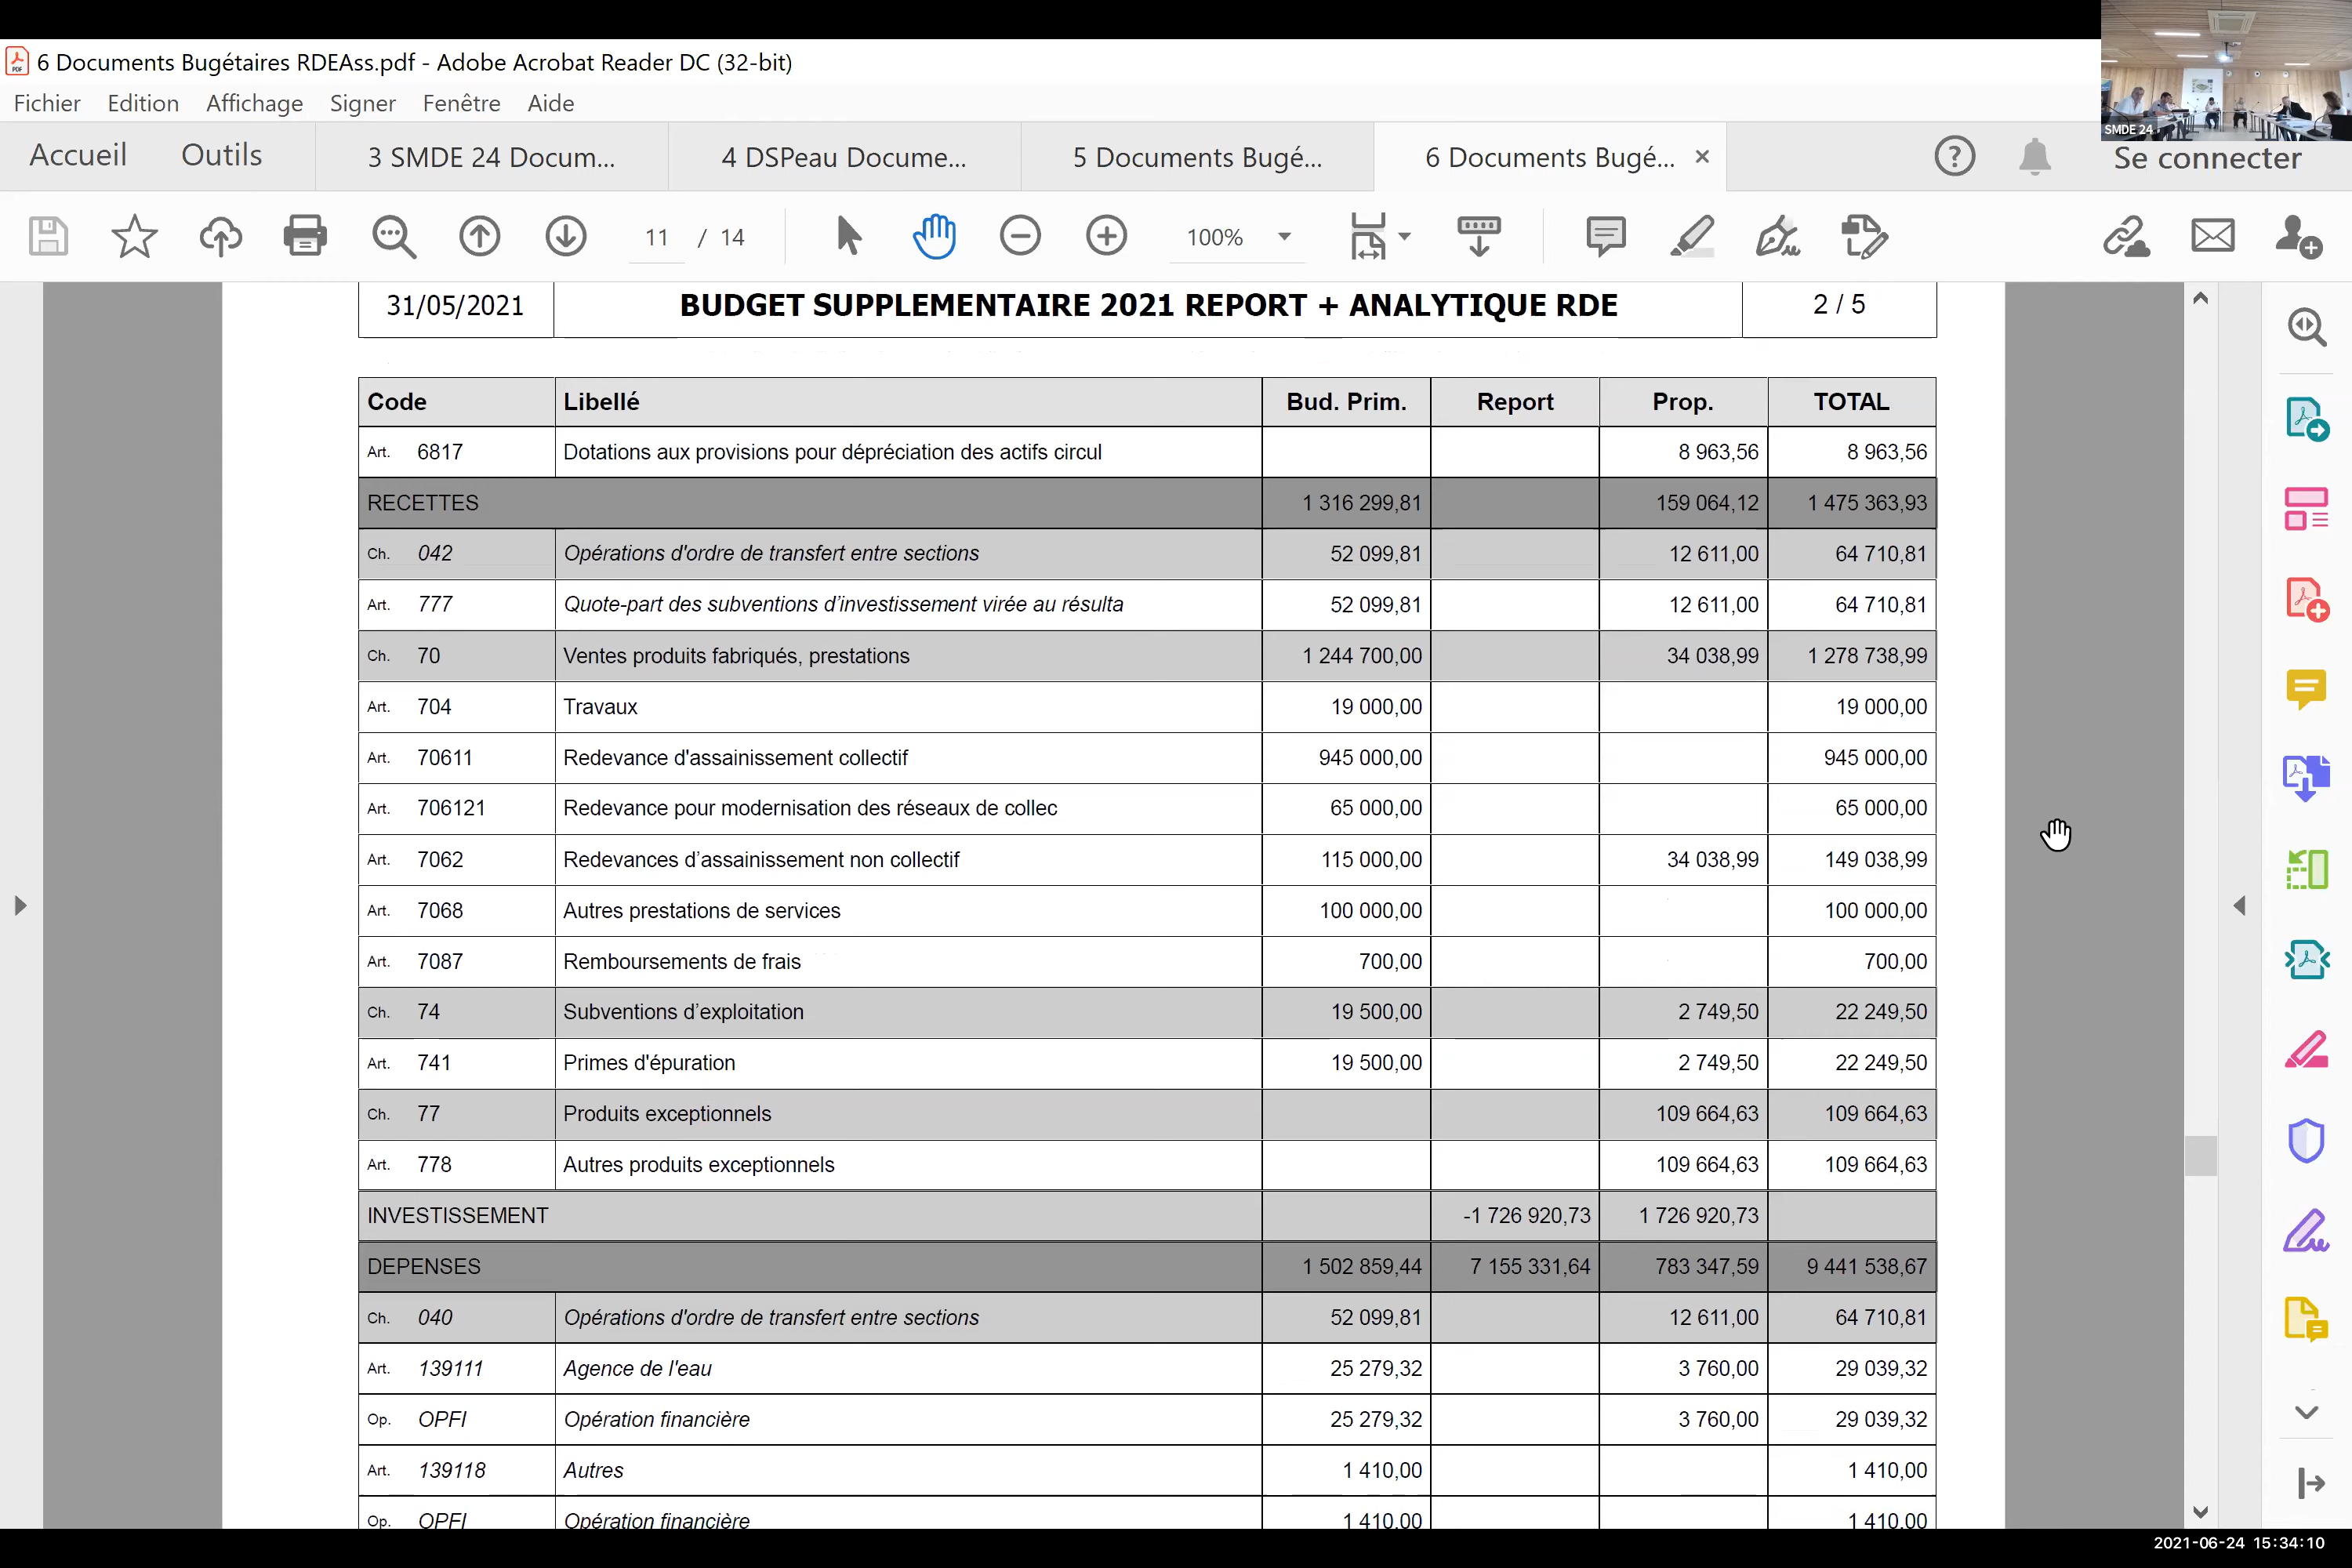 6 Documents Bugétaires RDEAss.pdf - Adobe Acrobat Reader DC (32-bit)
Fichier Edition Affichage Signer Fenêtre Aide
SMDE 24
Accueil Outils 3 SMDE 24 Docum... 4 DSPeau Docume... 5 Documents Bugé... 6 Documents Bugé... × ? Se connecter
11 / 14 100%
31/05/2021 BUDGET SUPPLEMENTAIRE 2021 REPORT + ANALYTIQUE RDE 2 / 5
Code Libellé Bud. Prim. Report Prop. TOTAL
Art. 6817 Dotations aux provisions pour dépréciation des actifs circul 8 963,56 8 963,56
RECETTES 1 316 299,81 159 064,12 1 475 363,93
Ch. 042 Opérations d'ordre de transfert entre sections 52 099,81 12 611,00 64 710,81
Art. 777 Quote-part des subventions d’investissement virée au résulta 52 099,81 12 611,00 64 710,81
Ch. 70 Ventes produits fabriqués, prestations 1 244 700,00 34 038,99 1 278 738,99
Art. 704 Travaux 19 000,00 19 000,00
Art. 70611 Redevance d'assainissement collectif 945 000,00 945 000,00
Art. 706121 Redevance pour modernisation des réseaux de collec 65 000,00 65 000,00
Art. 7062 Redevances d’assainissement non collectif 115 000,00 34 038,99 149 038,99
Art. 7068 Autres prestations de services 100 000,00 100 000,00
Art. 7087 Remboursements de frais 700,00 700,00
Ch. 74 Subventions d’exploitation 19 500,00 2 749,50 22 249,50
Art. 741 Primes d'épuration 19 500,00 2 749,50 22 249,50
Ch. 77 Produits exceptionnels 109 664,63 109 664,63
Art. 778 Autres produits exceptionnels 109 664,63 109 664,63
INVESTISSEMENT -1 726 920,73 1 726 920,73
DEPENSES 1 502 859,44 7 155 331,64 783 347,59 9 441 538,67
Ch. 040 Opérations d'ordre de transfert entre sections 52 099,81 12 611,00 64 710,81
Art. 139111 Agence de l'eau 25 279,32 3 760,00 29 039,32
Op. OPFI Opération financière 25 279,32 3 760,00 29 039,32
Art. 139118 Autres 1 410,00 1 410,00
Op. OPFI Opération financière 1 410,00 1 410,00
2021-06-24 15:34:10